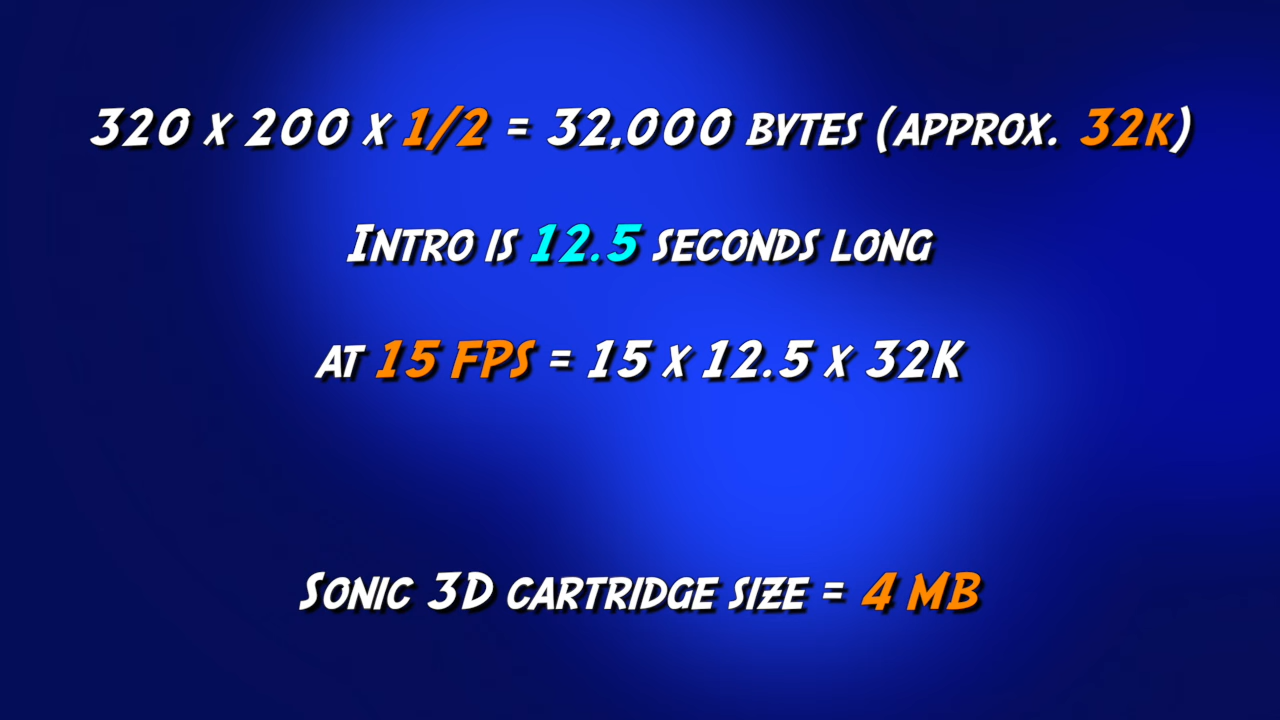 320 x 200 x 1/2 = 32,000 bytes (approx. 32K)
Intro is 12.5 seconds long
at 15 FPS = 15 x 12.5 x 32K
Sonic 3D cartridge size = 4 MB